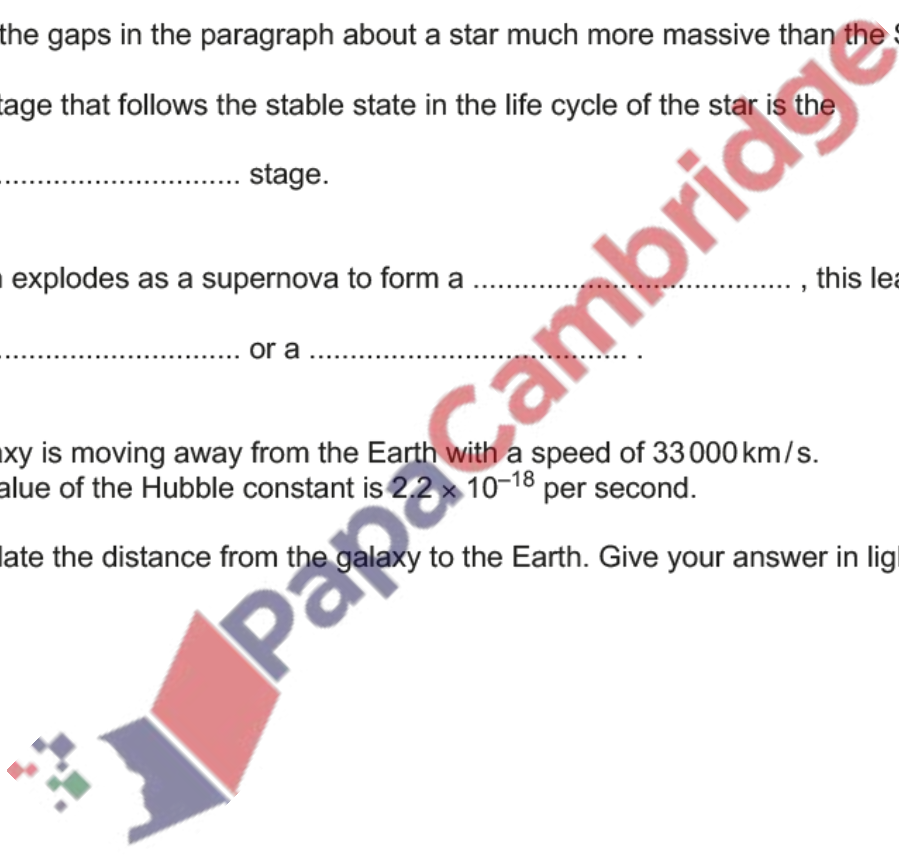 the gaps in the paragraph about a star much more massive than the S
tage that follows the stable state in the life cycle of the star is the
............................. stage.
explodes as a supernova to form a ....................................... , this lea
............................. or a ....................................... .
xy is moving away from the Earth with a speed of 33 000 km/s.
alue of the Hubble constant is 2.2 × 10⁻¹⁸ per second.
late the distance from the galaxy to the Earth. Give your answer in lig
PapaCambridge